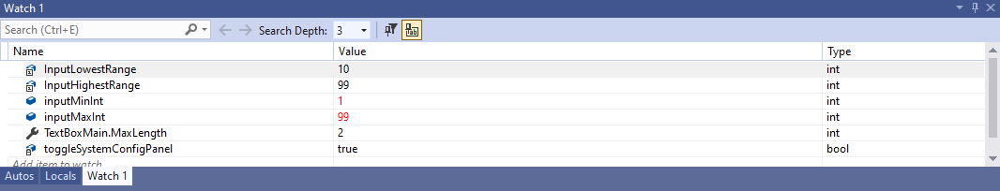 Watch 1
Search (Ctrl+E) Search Depth: 3
Name Value Type
InputLowestRange 10 int
InputHighestRange 99 int
inputMinInt 1 int
inputMaxInt 99 int
TextBoxMain.MaxLength 2 int
toggleSystemConfigPanel true bool
Add item to watch
Autos Locals Watch 1